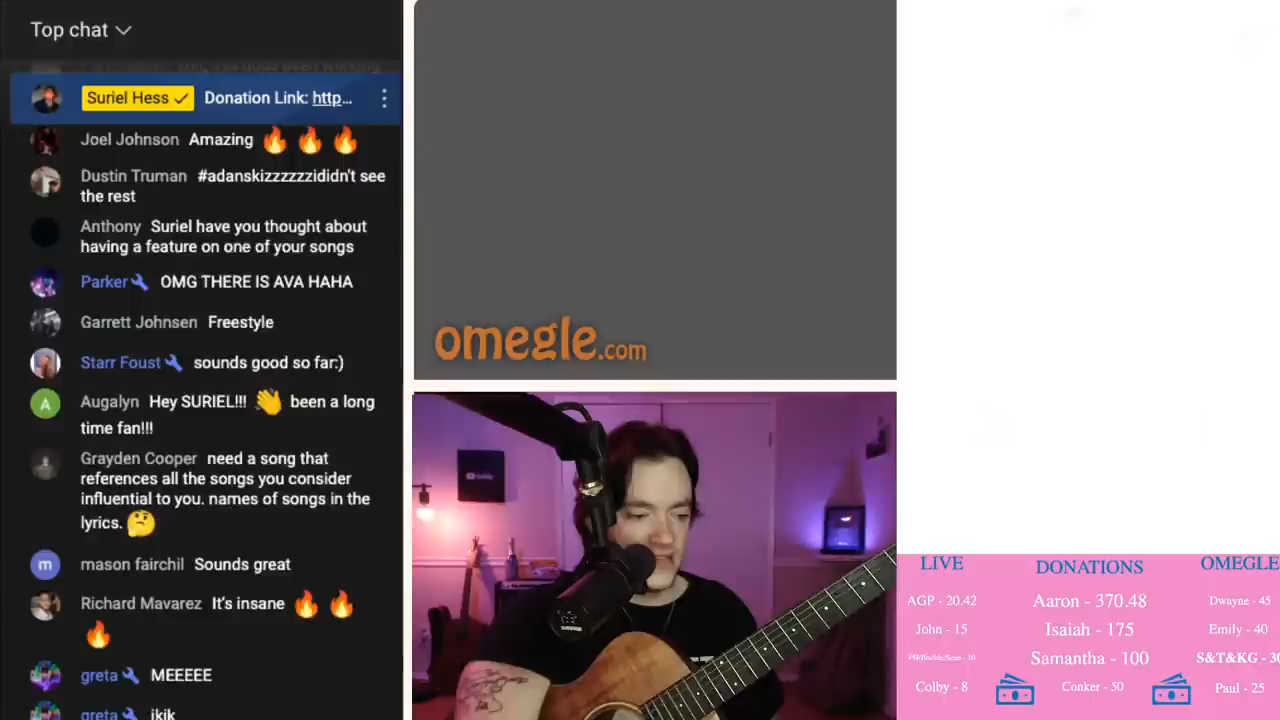 Top chat
Suriel Hess Donation Link: http...
Joel Johnson Amazing 🔥 🔥 🔥
Dustin Truman #adanskizzzzzzididn't see
the rest
Anthony Suriel have you thought about
having a feature on one of your songs
Parker OMG THERE IS AVA HAHA
Garrett Johnsen Freestyle
Starr Foust sounds good so far:)
A
Augalyn Hey SURIEL!!! 👋 been a long
time fan!!!
Grayden Cooper need a song that
references all the songs you consider
influential to you. names of songs in the
lyrics. 🤔
m
mason fairchil Sounds great
Richard Mavarez It's insane 🔥 🔥
🔥
greta MEEEEE
greta jkjk
omegle.com
LIVE
AGP - 20.42
John - 15
Colby - 8
DONATIONS
Aaron - 370.48
Isaiah - 175
Samantha - 100
Conker - 50
OMEGLE
Dwayne - 45
Emily - 40
S&T&KG - 30
Paul - 25